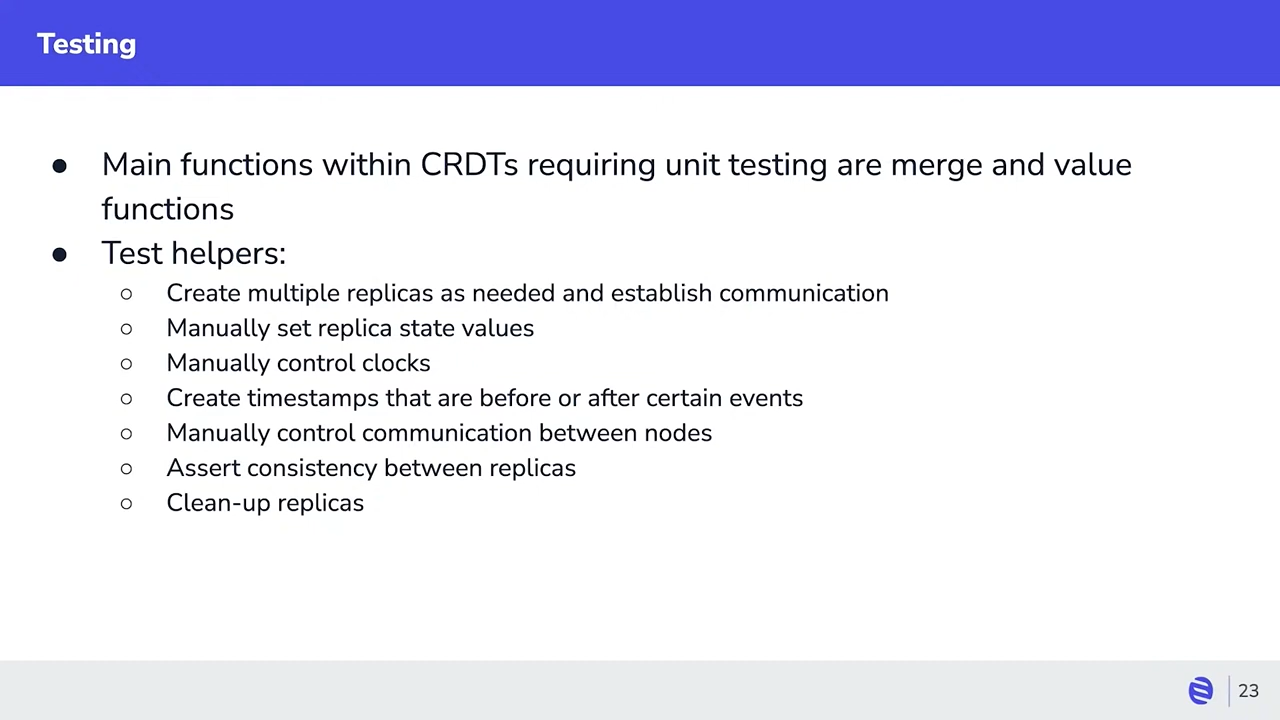 Testing
● Main functions within CRDTs requiring unit testing are merge and value
functions
● Test helpers:
○ Create multiple replicas as needed and establish communication
○ Manually set replica state values
○ Manually control clocks
○ Create timestamps that are before or after certain events
○ Manually control communication between nodes
○ Assert consistency between replicas
○ Clean-up replicas
23